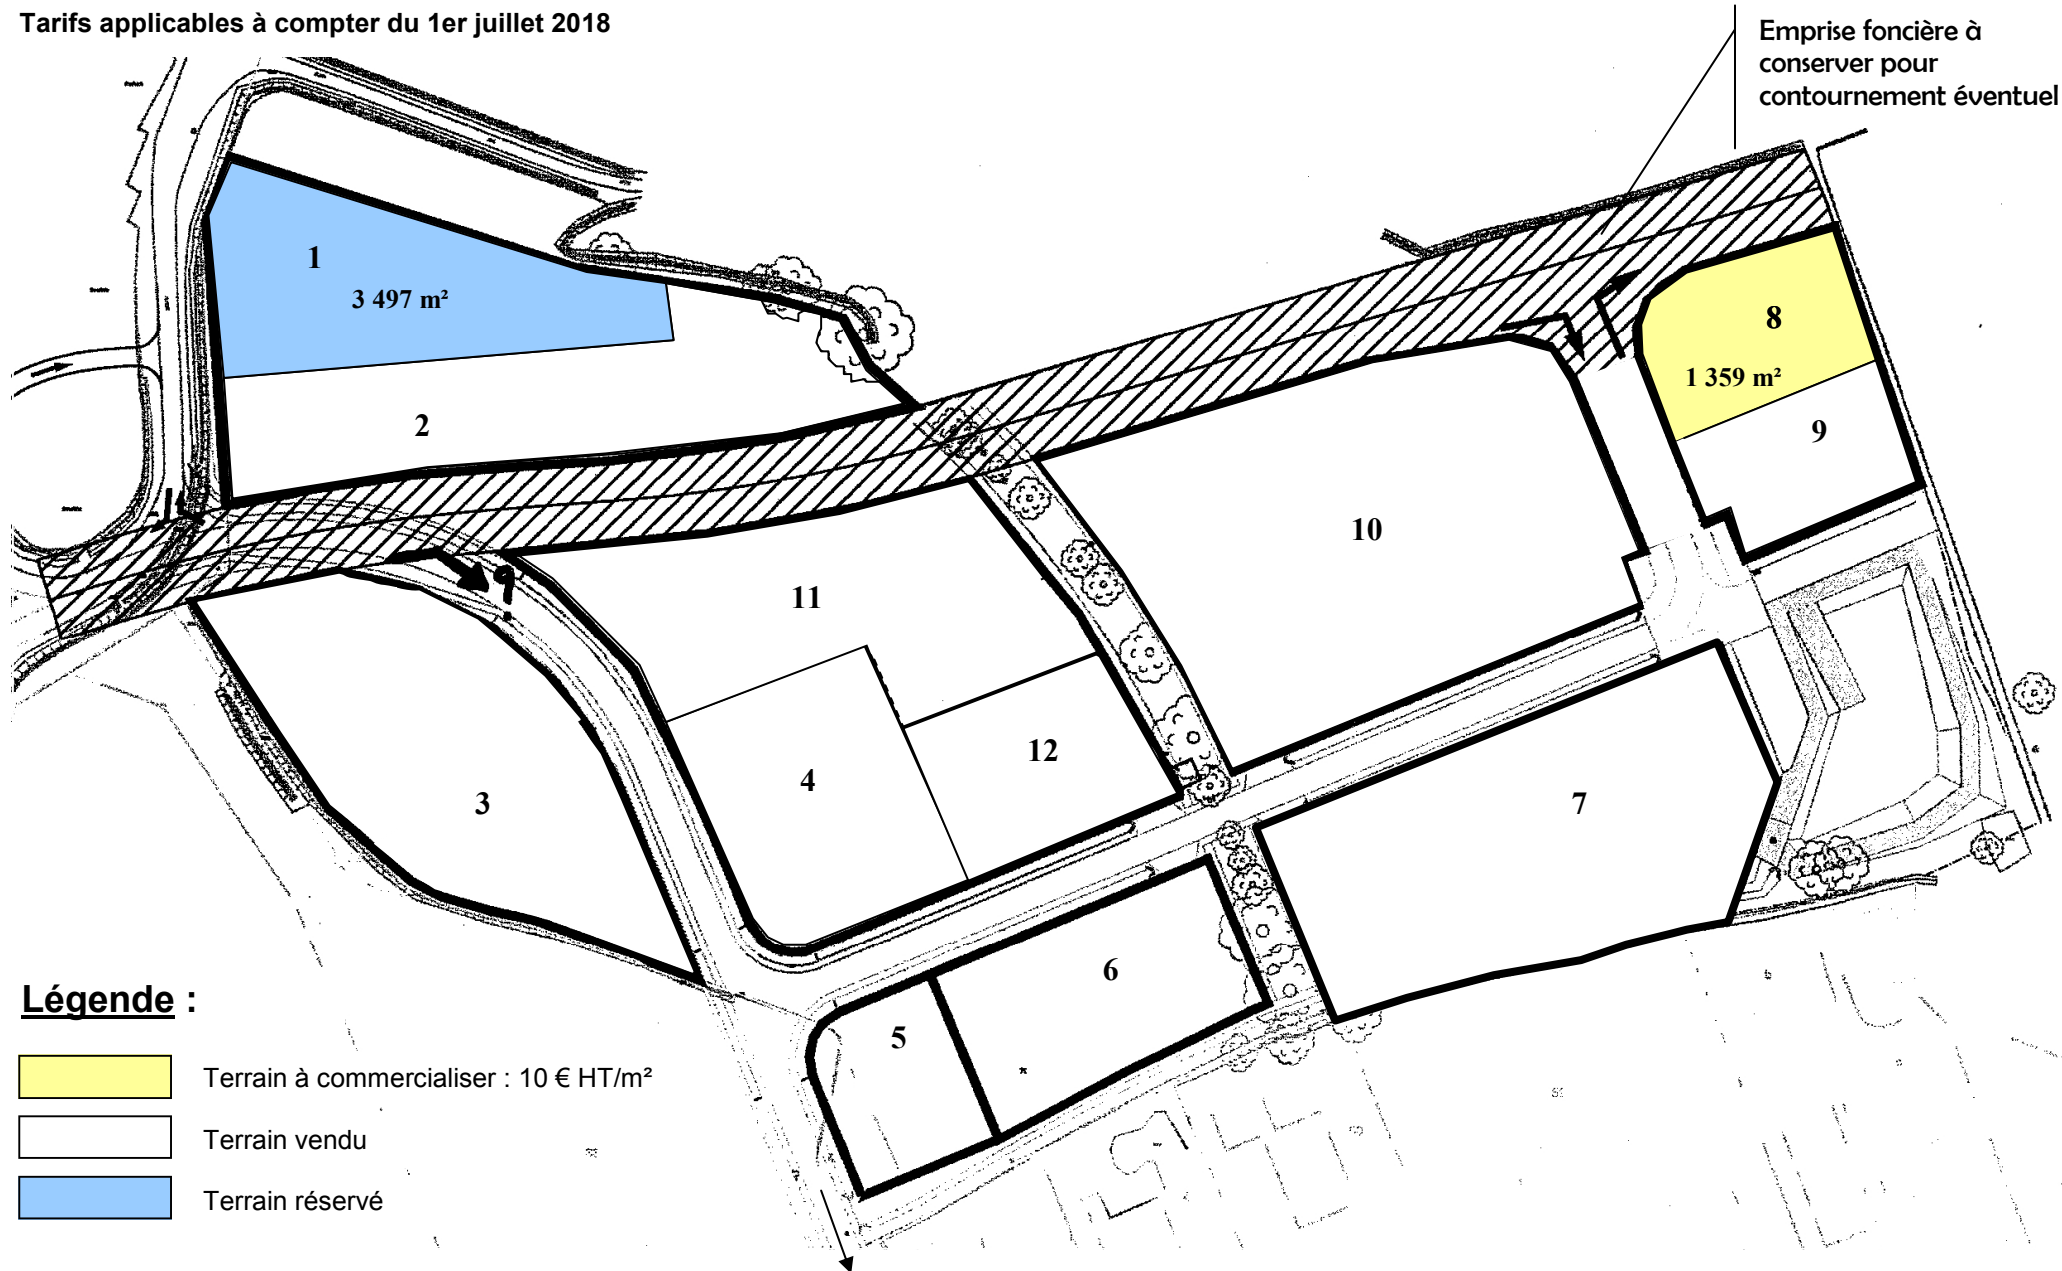 Tarifs applicables à compter du 1er juillet 2018
Emprise foncière à
conserver pour
contournement éventuel
1
3 497 m²
8
1 359 m²
2
9
10
11
12
4
3
7
6
5
Légende :
Terrain à commercialiser : 10 € HT/m²
Terrain vendu
Terrain réservé